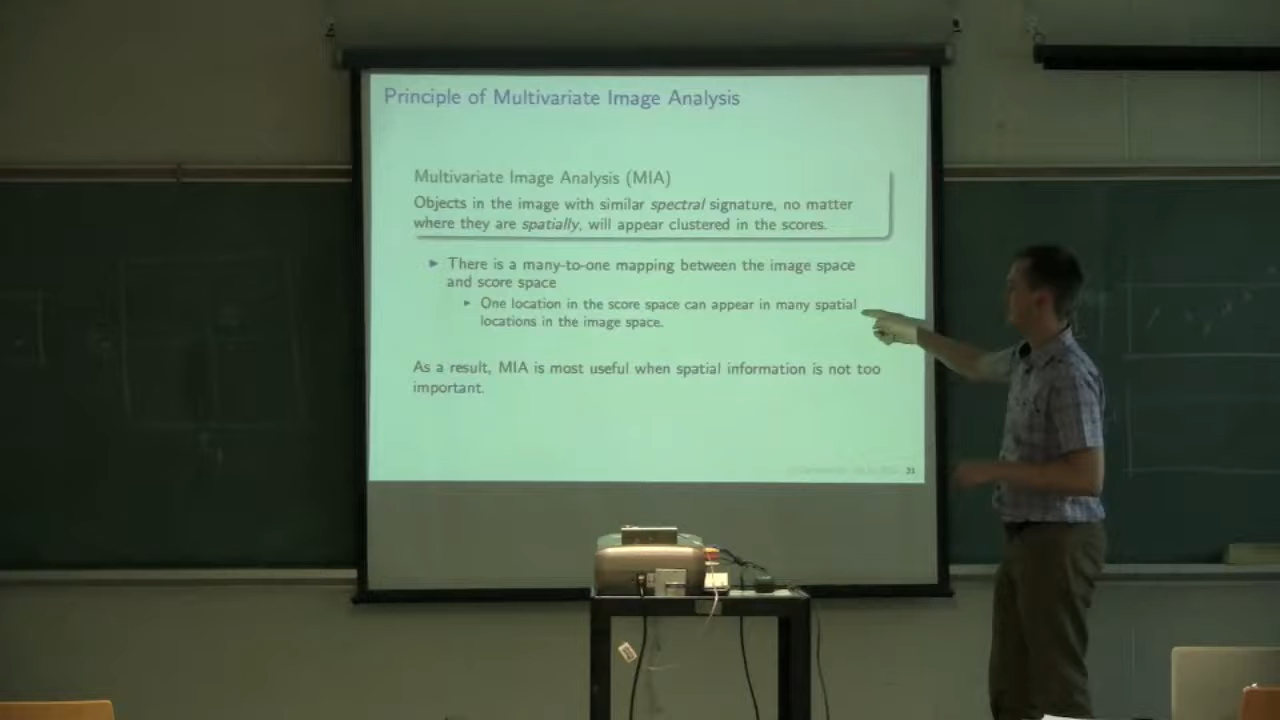 Principle of Multivariate Image Analysis
Multivariate Image Analysis (MIA)
Objects in the image with similar spectral signature, no matter
where they are spatially, will appear clustered in the scores.
There is a many-to-one mapping between the image space
and score space
One location in the score space can appear in many spatial
locations in the image space.
As a result, MIA is most useful when spatial information is not too
important.
31